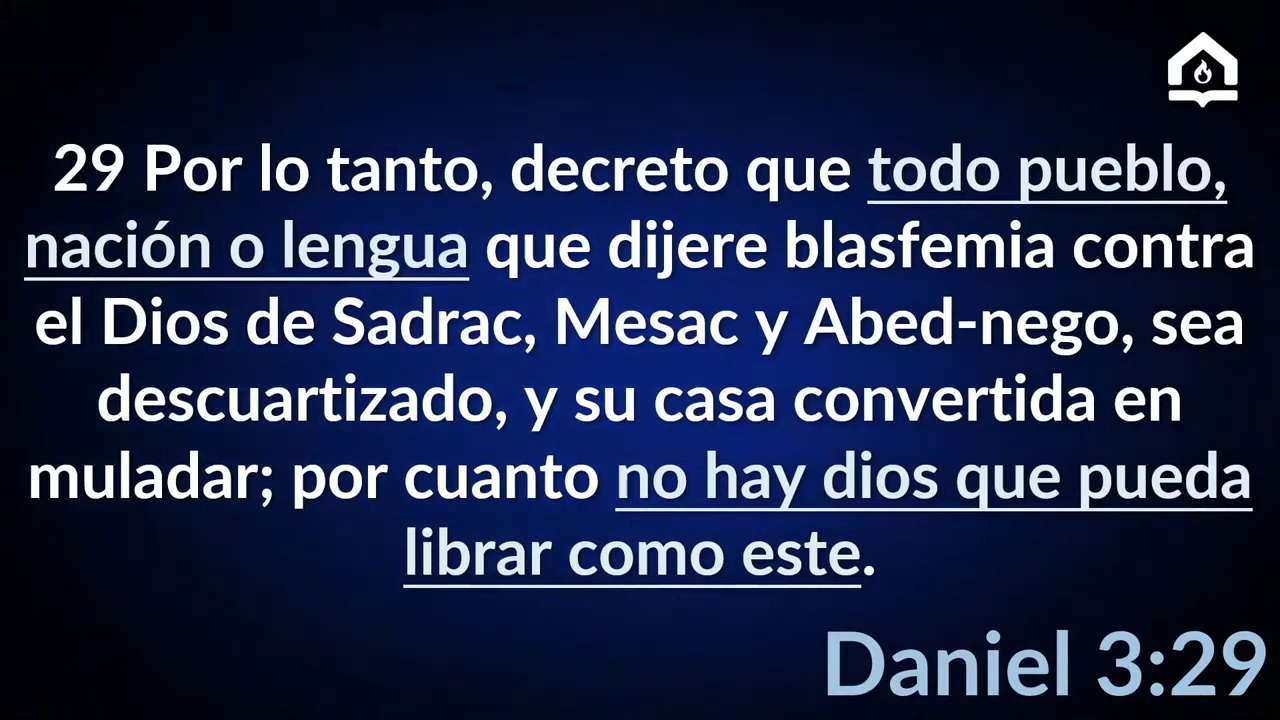 29 Por lo tanto, decreto que todo pueblo,
nación o lengua que dijere blasfemia contra
el Dios de Sadrac, Mesac y Abed-nego, sea
descuartizado, y su casa convertida en
muladar; por cuanto no hay dios que pueda
librar como este.
Daniel 3:29